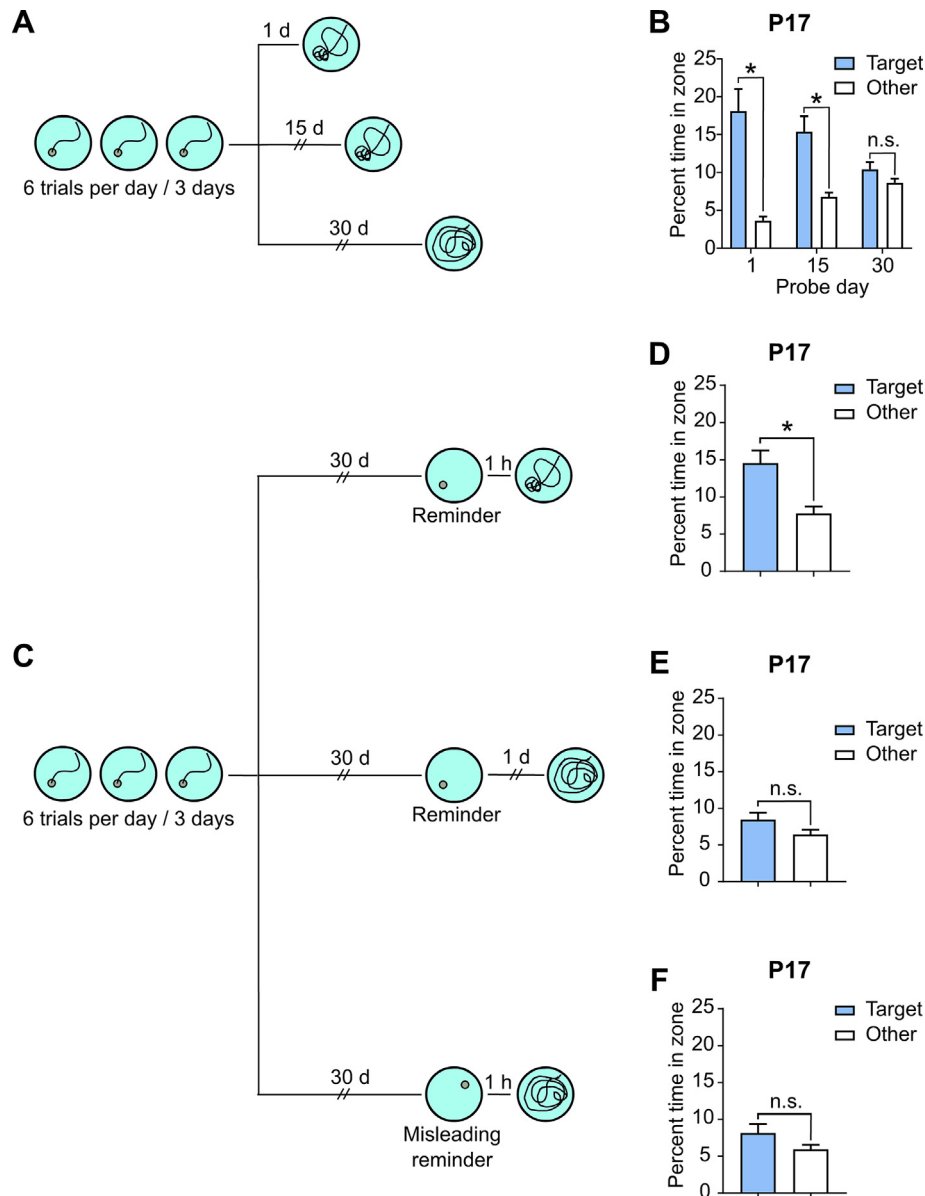 A
1 d
15 d
30 d
6 trials per day / 3 days
B
P17
Target
Other
Percent time in zone
25
20
15
10
5
0
*
*
n.s.
1 15 30
Probe day
C
6 trials per day / 3 days
30 d
Reminder
1 h
30 d
Reminder
1 d
30 d
Misleading
reminder
1 h
D
P17
Target
Other
Percent time in zone
25
20
15
10
5
0
*
E
P17
Target
Other
Percent time in zone
25
20
15
10
5
0
n.s.
F
P17
Target
Other
Percent time in zone
25
20
15
10
5
0
n.s.